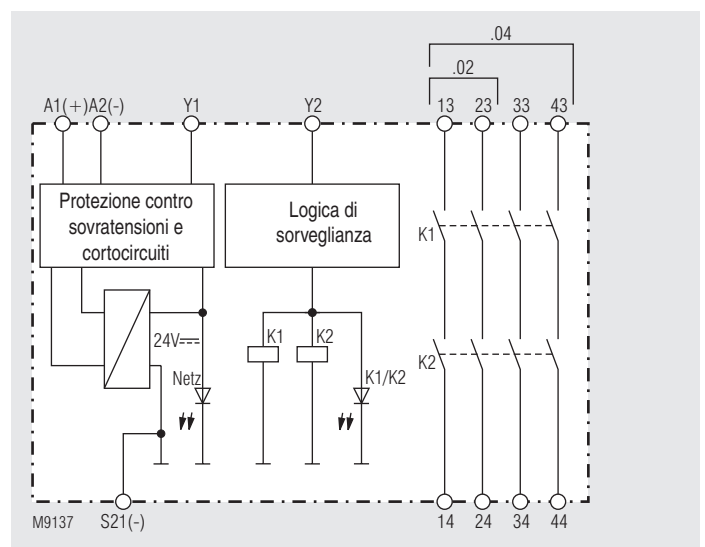 .04
.02
A1(+) A2(-) Y1 Y2 13 23 33 43
Protezione contro
sovratensioni e
cortocircuiti
Logica di
sorveglianza
K1
24V
K1 K2
K2
Netz
K1/K2
M9137 S21(-) 14 24 34 44